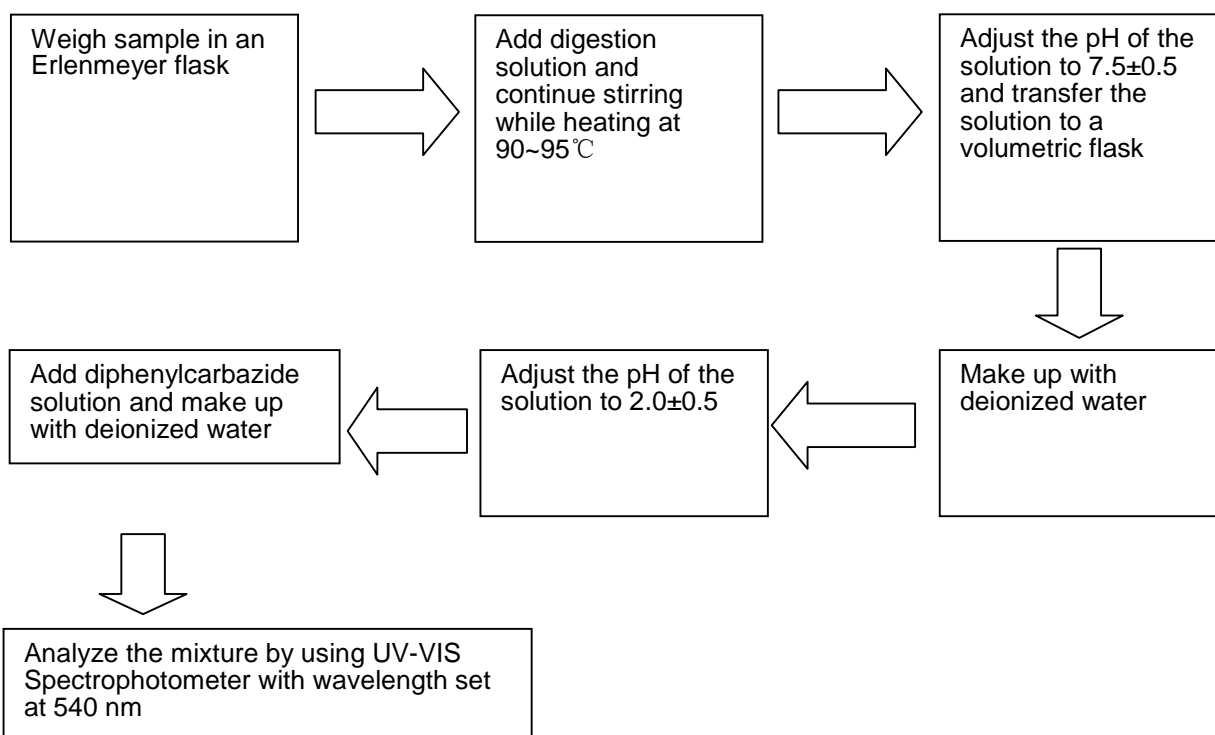 Weigh sample in an
Erlenmeyer flask
Add digestion
solution and
continue stirring
while heating at
90~95℃
Adjust the pH of the
solution to 7.5±0.5
and transfer the
solution to a
volumetric flask
Make up with
deionized water
Adjust the pH of the
solution to 2.0±0.5
Add diphenylcarbazide
solution and make up
with deionized water
Analyze the mixture by using UV-VIS
Spectrophotometer with wavelength set
at 540 nm